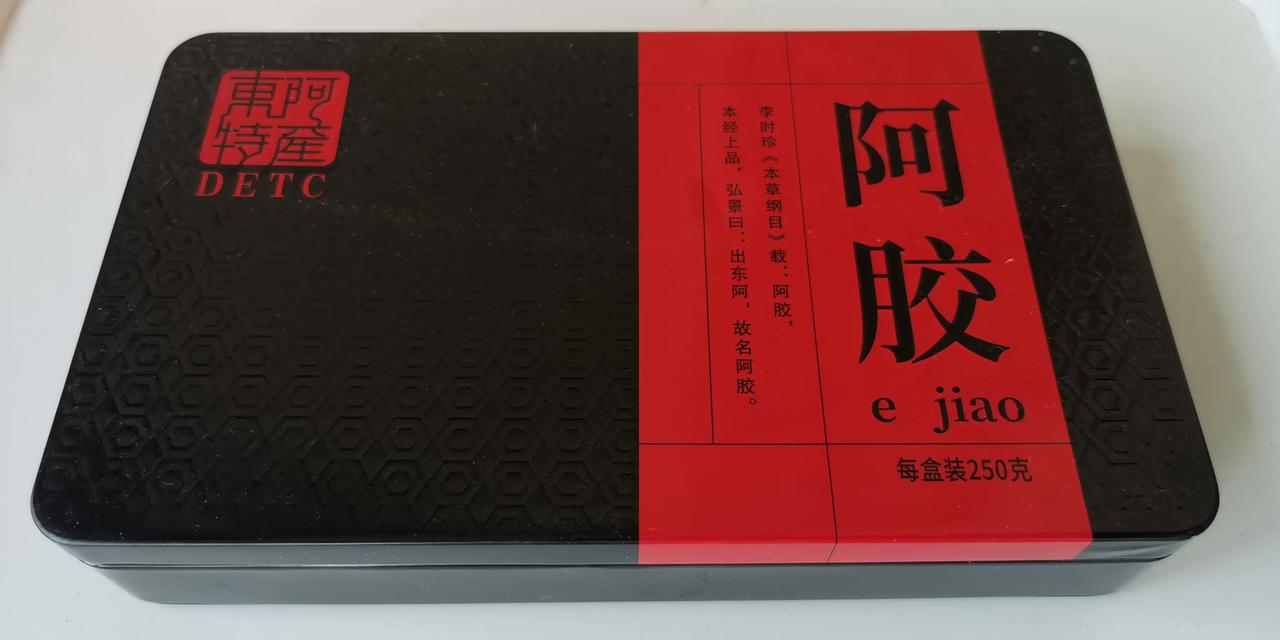 東阿
特産
DETC
李时珍《本草纲目》载：阿胶，
本经上品，弘景曰：出东阿，故名阿胶。
阿胶
e jiao
每盒装250克